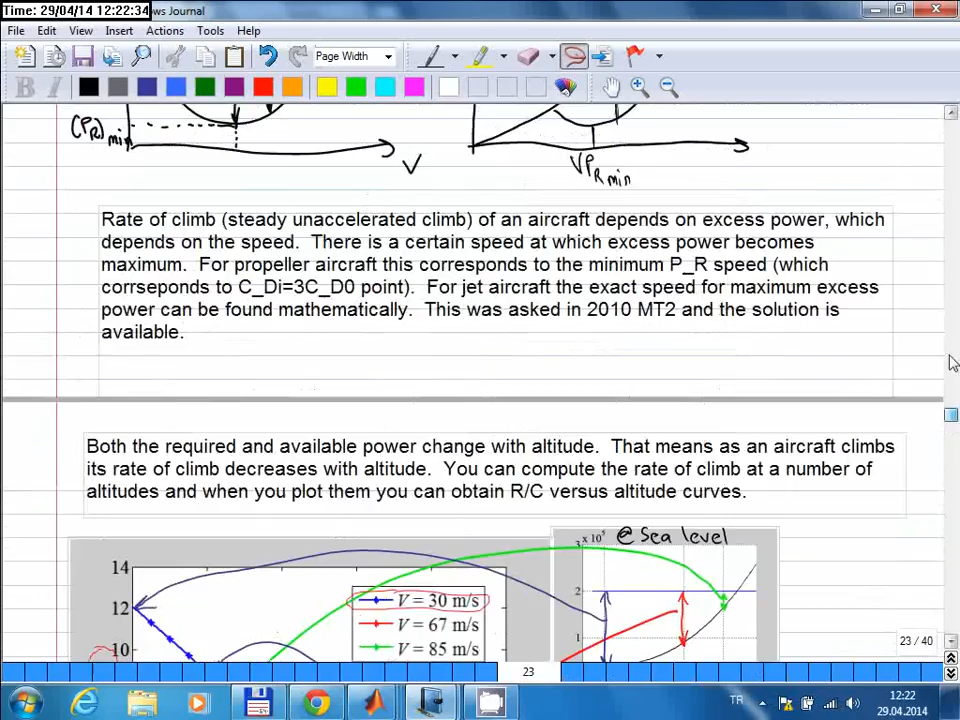 Time: 29/04/14 12:22:34 ws Journal
File Edit View Insert Actions Tools Help
Page Width
B I
(PR)min
V
VPR min
Rate of climb (steady unaccelerated climb) of an aircraft depends on excess power, which
depends on the speed. There is a certain speed at which excess power becomes
maximum. For propeller aircraft this corresponds to the minimum P_R speed (which
corrseponds to C_Di=3C_D0 point). For jet aircraft the exact speed for maximum excess
power can be found mathematically. This was asked in 2010 MT2 and the solution is
available.
Both the required and available power change with altitude. That means as an aircraft climbs
its rate of climb decreases with altitude. You can compute the rate of climb at a number of
altitudes and when you plot them you can obtain R/C versus altitude curves.
3 x 10⁵ @ Sea level
14
12
10
V = 30 m/s
V = 67 m/s
V = 85 m/s
2
1
23 / 40
23
TR
12:22
29.04.2014